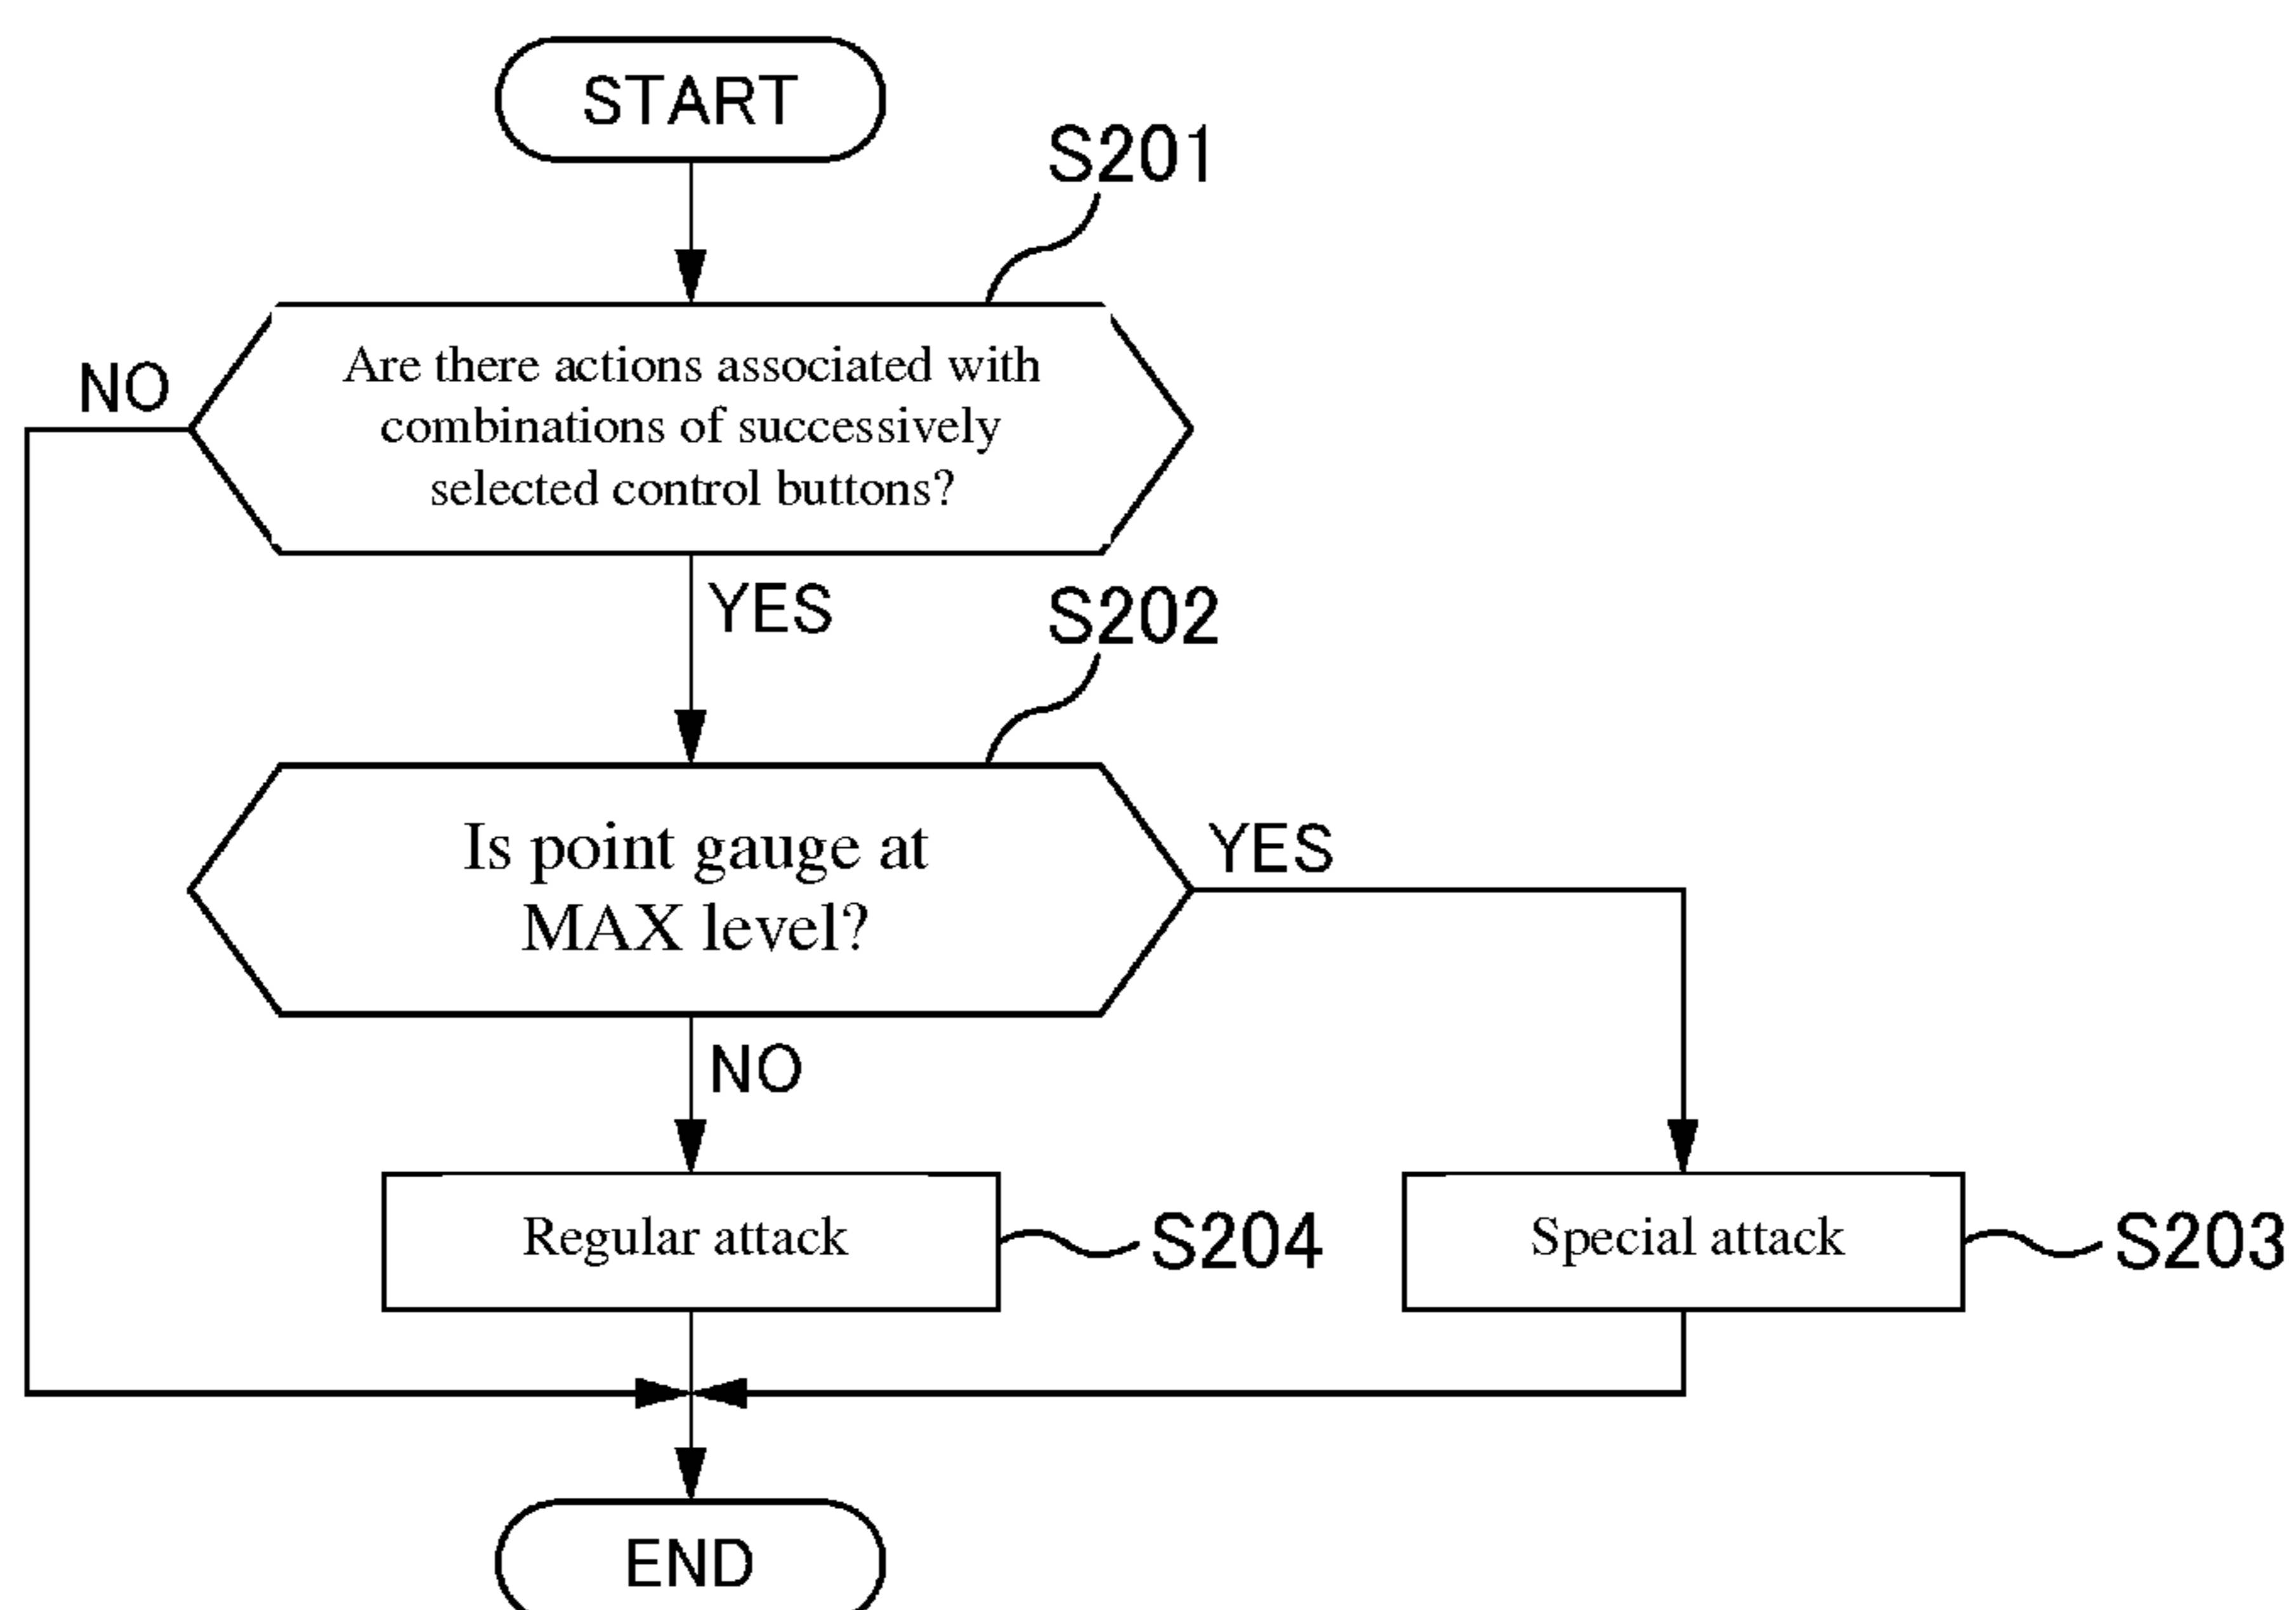 START
S201
NO
Are there actions associated with
combinations of successively
selected control buttons?
YES
S202
Is point gauge at
MAX level?
YES
NO
Regular attack
S204
Special attack
S203
END